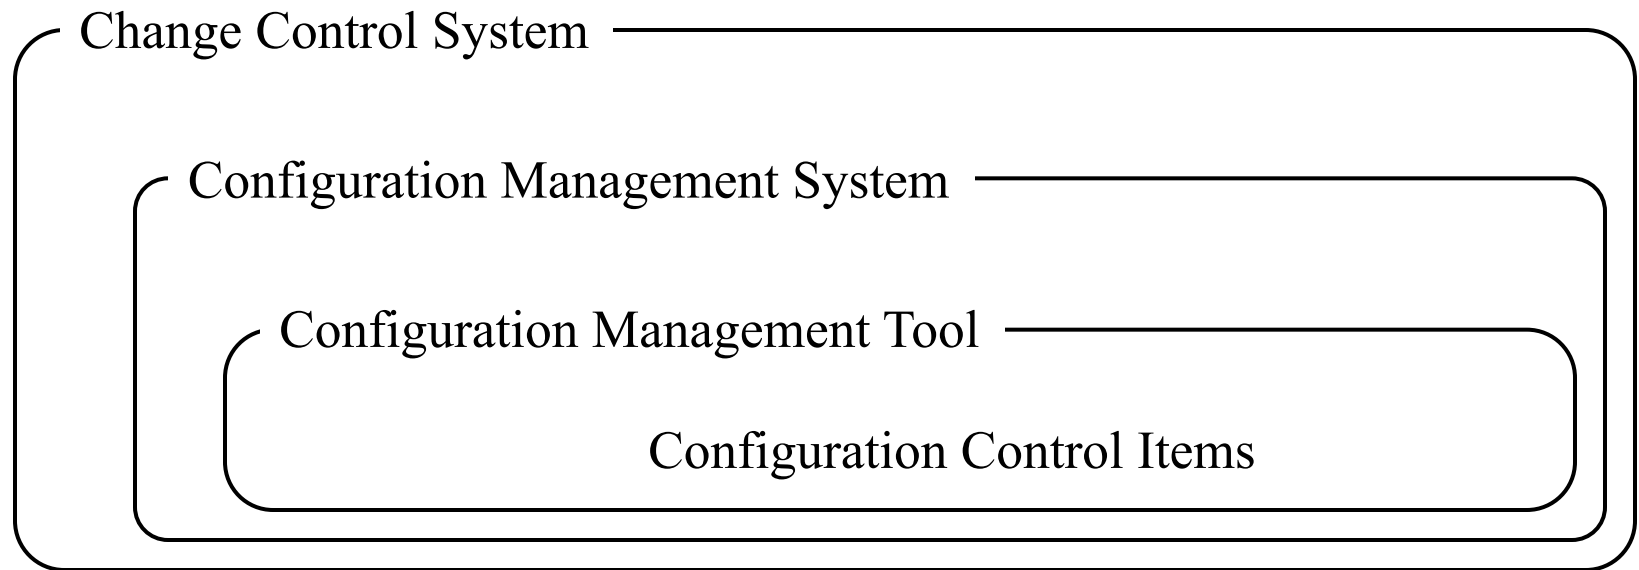 Change Control System
Configuration Management System
Configuration Management Tool
Configuration Control Items